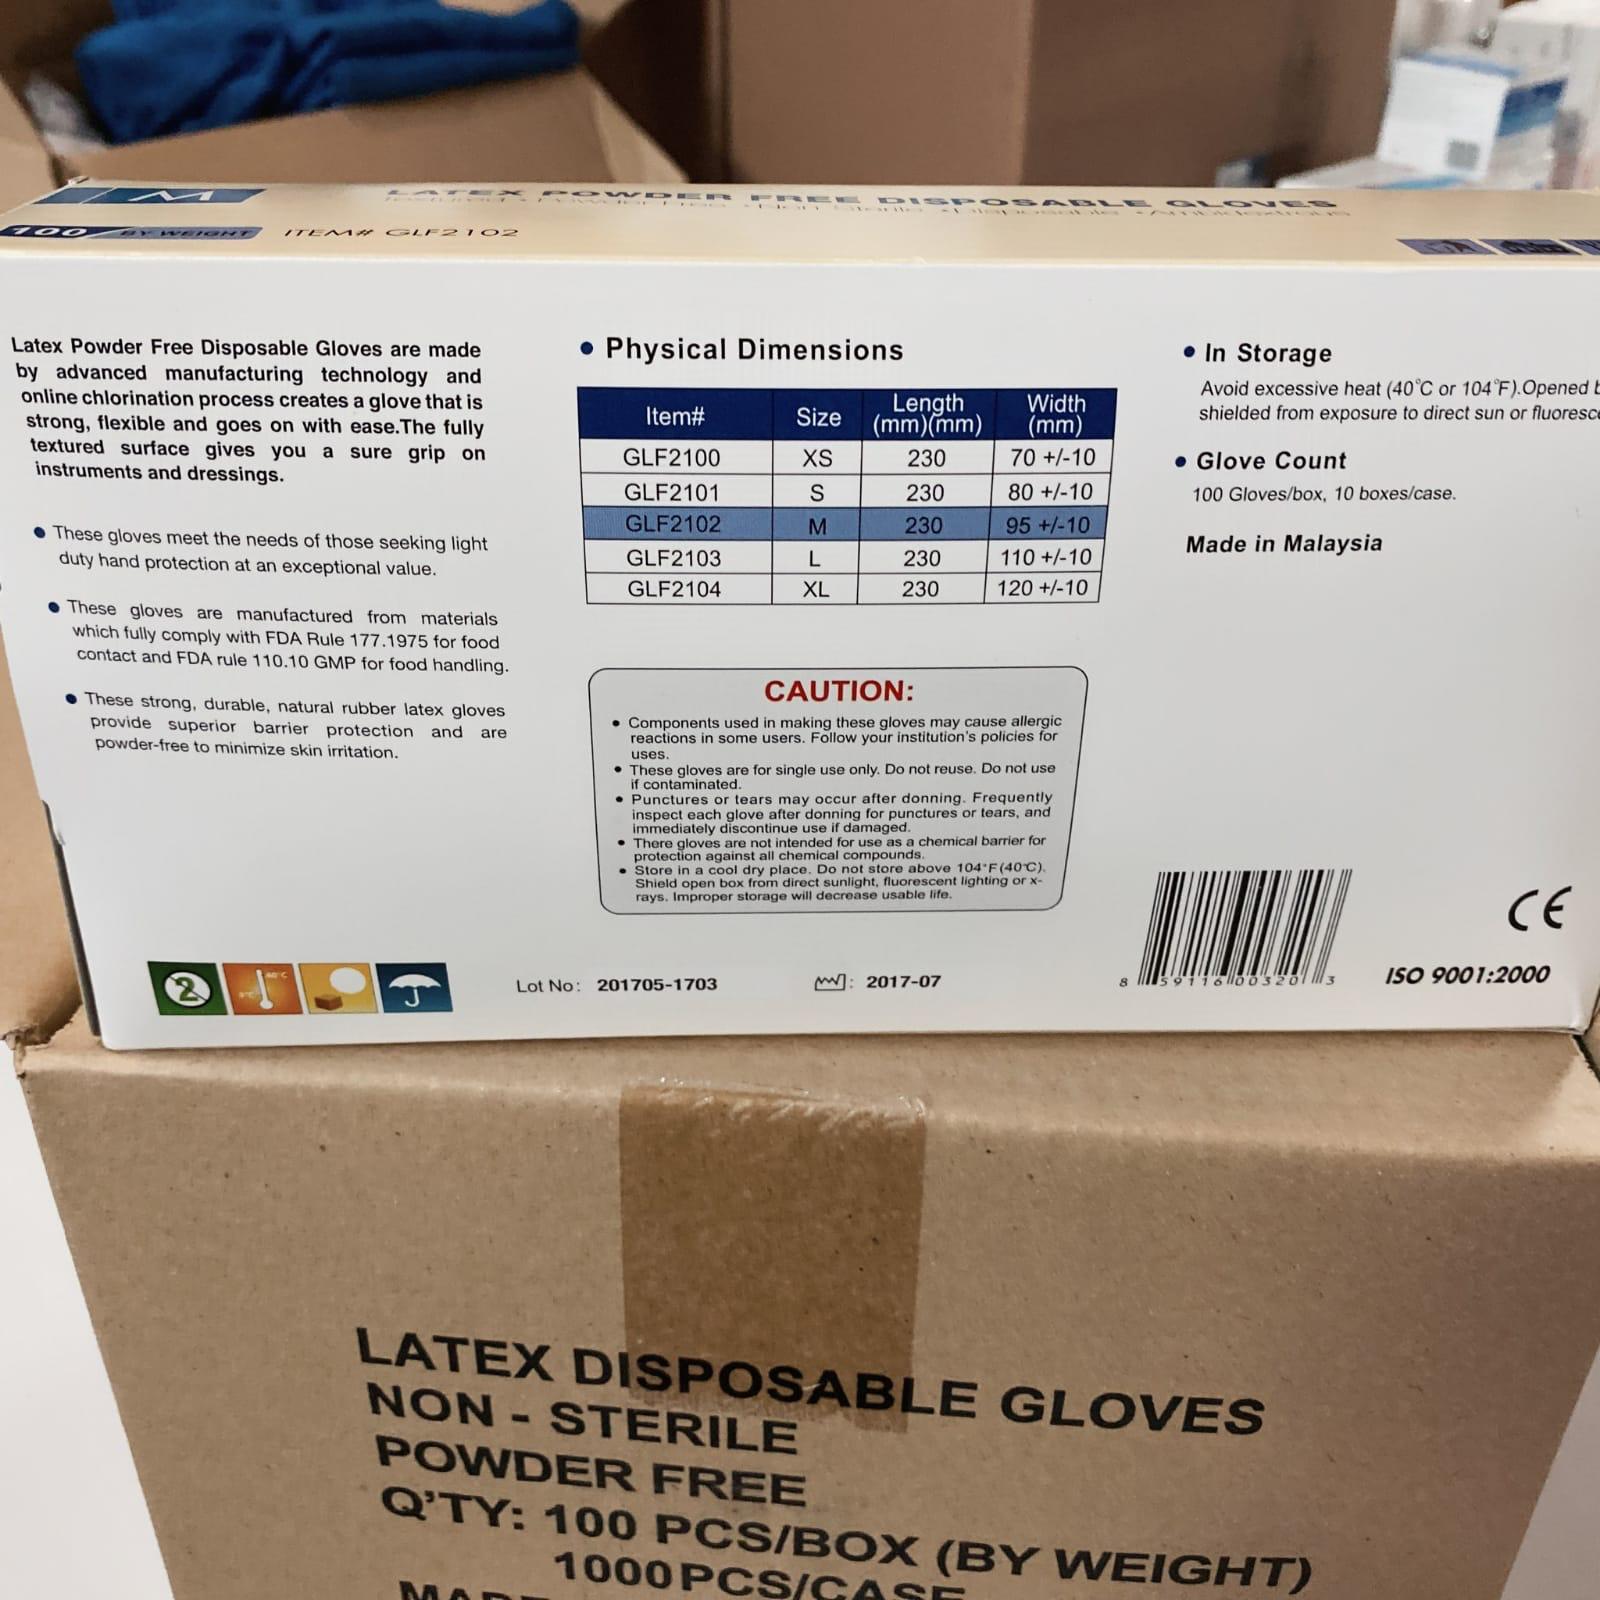 M
LATEX POWDER FREE DISPOSABLE GLOVES
Textured • Powder Free • Non Sterile • Disposable • Ambidextrous
100 BY WEIGHT
ITEM# GLF2102
Latex Powder Free Disposable Gloves are made
by advanced manufacturing technology and
online chlorination process creates a glove that is
strong, flexible and goes on with ease.The fully
textured surface gives you a sure grip on
instruments and dressings.
• These gloves meet the needs of those seeking light
duty hand protection at an exceptional value.
• These gloves are manufactured from materials
which fully comply with FDA Rule 177.1975 for food
contact and FDA rule 110.10 GMP for food handling.
• These strong, durable, natural rubber latex gloves
provide superior barrier protection and are
powder-free to minimize skin irritation.
2
40°C
• Physical Dimensions
Item# Size Length (mm)(mm) Width (mm)
GLF2100 XS 230 70 +/-10
GLF2101 S 230 80 +/-10
GLF2102 M 230 95 +/-10
GLF2103 L 230 110 +/-10
GLF2104 XL 230 120 +/-10
CAUTION:
• Components used in making these gloves may cause allergic
reactions in some users. Follow your institution's policies for
uses.
• These gloves are for single use only. Do not reuse. Do not use
if contaminated.
• Punctures or tears may occur after donning. Frequently
inspect each glove after donning for punctures or tears, and
immediately discontinue use if damaged.
• There gloves are not intended for use as a chemical barrier for
protection against all chemical compounds.
• Store in a cool dry place. Do not store above 104°F(40°C).
Shield open box from direct sunlight, fluorescent lighting or x-
rays. Improper storage will decrease usable life.
Lot No: 201705-1703
: 2017-07
• In Storage
Avoid excessive heat (40°C or 104°F).Opened
shielded from exposure to direct sun or
• Glove Count
100 Gloves/box, 10 boxes/case.
Made in Malaysia
8 59116 00320 3
CE
ISO 9001:2000
LATEX DISPOSABLE GLOVES
NON - STERILE
POWDER FREE
Q'TY: 100 PCS/BOX (BY WEIGHT)
1000PCS/CASE